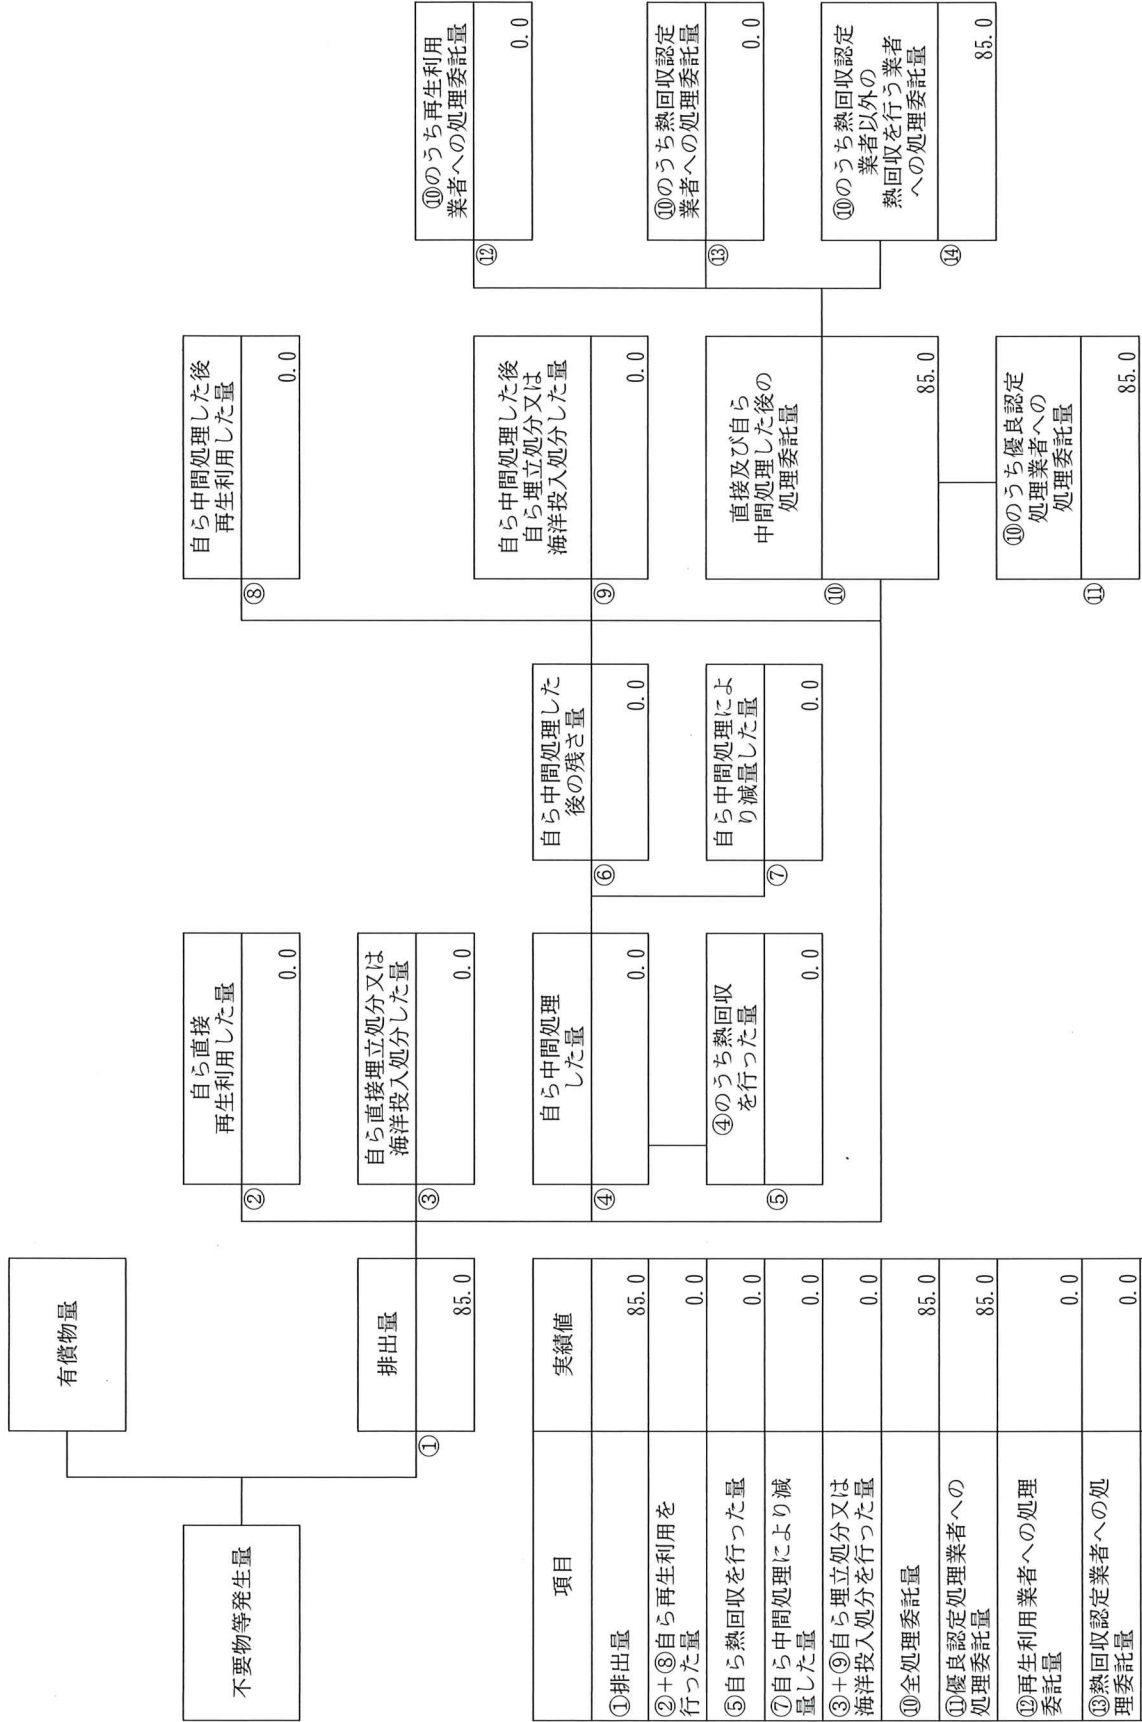 不要物等発生量
有償物量
排出量
①
85.0
自ら直接
再生利用した量
②
0.0
自ら直接埋立処分又は
海洋投入処分した量
③
0.0
自ら中間処理
した量
④
0.0
④のうち熱回収
を行った量
⑤
0.0
自ら中間処理した
後の残さ量
⑥
0.0
自ら中間処理によ
り減量した量
⑦
0.0
自ら中間処理した後
再生利用した量
⑧
0.0
自ら中間処理した後
自ら埋立処分又は
海洋投入処分した量
⑨
0.0
直接及び自ら
中間処理した後の
処理委託量
⑩
85.0
⑩のうち優良認定
処理業者への
処理委託量
⑪
85.0
⑩のうち再生利用
業者への処理委託量
⑫
0.0
⑩のうち熱回収認定
業者への処理委託量
⑬
0.0
⑩のうち熱回収認定
業者以外の
熱回収を行う業者
への処理委託量
⑭
85.0
項目 実績値
①排出量 85.0
②+⑧自ら再生利用を
行った量 0.0
⑤自ら熱回収を行った量 0.0
⑦自ら中間処理により減
量した量 0.0
③+⑨自ら埋立処分又は
海洋投入処分を行った量 0.0
⑩全処理委託量 85.0
⑪優良認定処理業者への
処理委託量 85.0
⑫再生利用業者への処理
委託量 0.0
⑬熱回収認定業者への処
理委託量 0.0